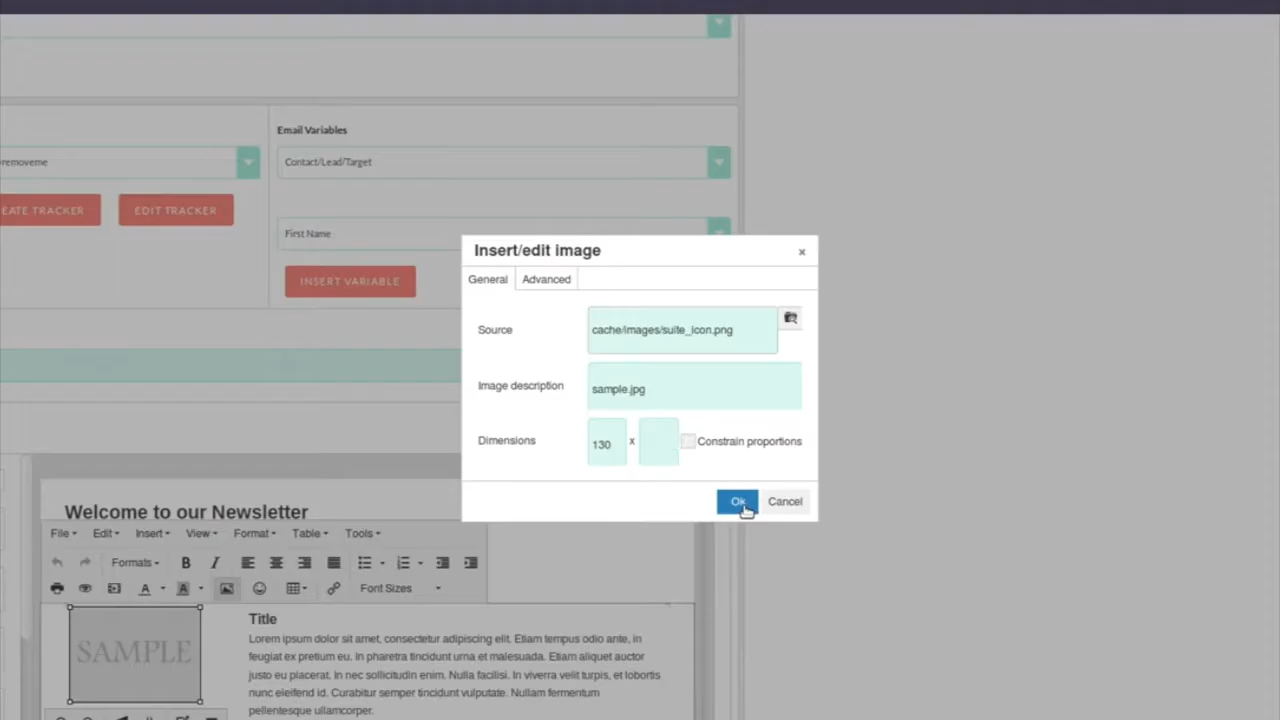 Email Variables
removeme
Contact/Lead/Target
EATE TRACKER
EDIT TRACKER
First Name
INSERT VARIABLE
Insert/edit image
×
General
Advanced
Source
cache/images/suite_icon.png
Image description
sample.jpg
Dimensions
130
x
Constrain proportions
Ok
Cancel
Welcome to our Newsletter
File Edit Insert View Format Table Tools
Formats B I
A A Font Sizes
SAMPLE
Title
Lorem ipsum dolor sit amet, consectetur adipiscing elit. Etiam tempus odio ante, in
feugiat ex pretium eu. In pharetra tincidunt urna et malesuada. Etiam aliquet auctor
justo eu placerat. In nec sollicitudin enim. Nulla facilisi. In viverra velit turpis, et lobortis
nunc eleifend id. Curabitur semper tincidunt vulputate. Nullam fermentum
pellentesque ullamcorper.